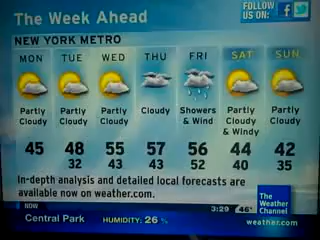 The Week Ahead
FOLLOW US ON:
NEW YORK METRO
MON TUE WED THU FRI SAT SUN
Partly Cloudy Partly Cloudy Partly Cloudy Cloudy Showers & Wind Partly Cloudy & Windy Partly Cloudy
45 48 55 57 56 44 42
32 43 43 52 40 35
In-depth analysis and detailed local forecasts are
available now on weather.com.
The Weather Channel
NOW
3:29 46°
Central Park HUMIDITY: 26 %
weather.com